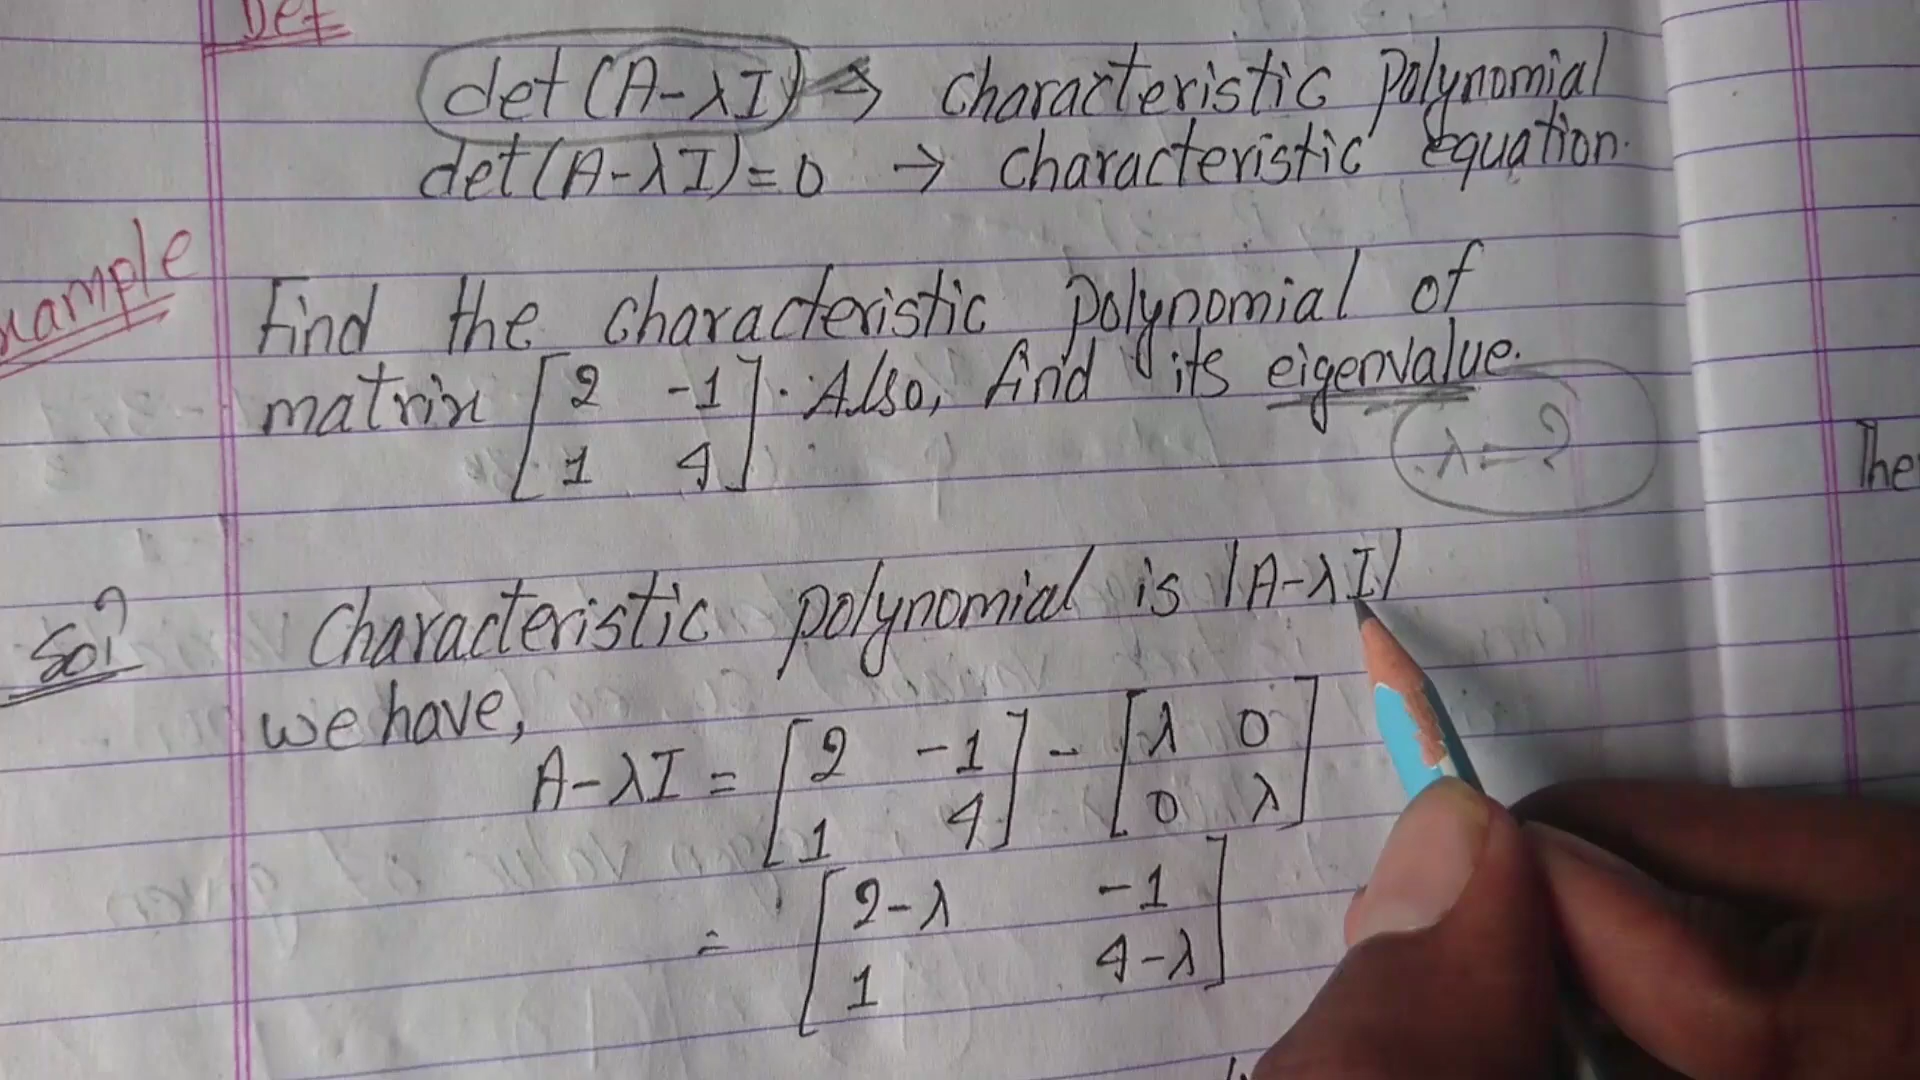 Def
det(A-λI) → characteristic polynomial
det(A-λI)=0 → characteristic equation.
Example
Find the characteristic polynomial of
matrix [2 -1
1 4]. Also, find its eigenvalue.
λ=?
Solⁿ
Characteristic polynomial is |A-λI|
we have,
A-λI = [2 -1
1 4] - [λ 0
0 λ]
= [2-λ -1
1 4-λ]
The